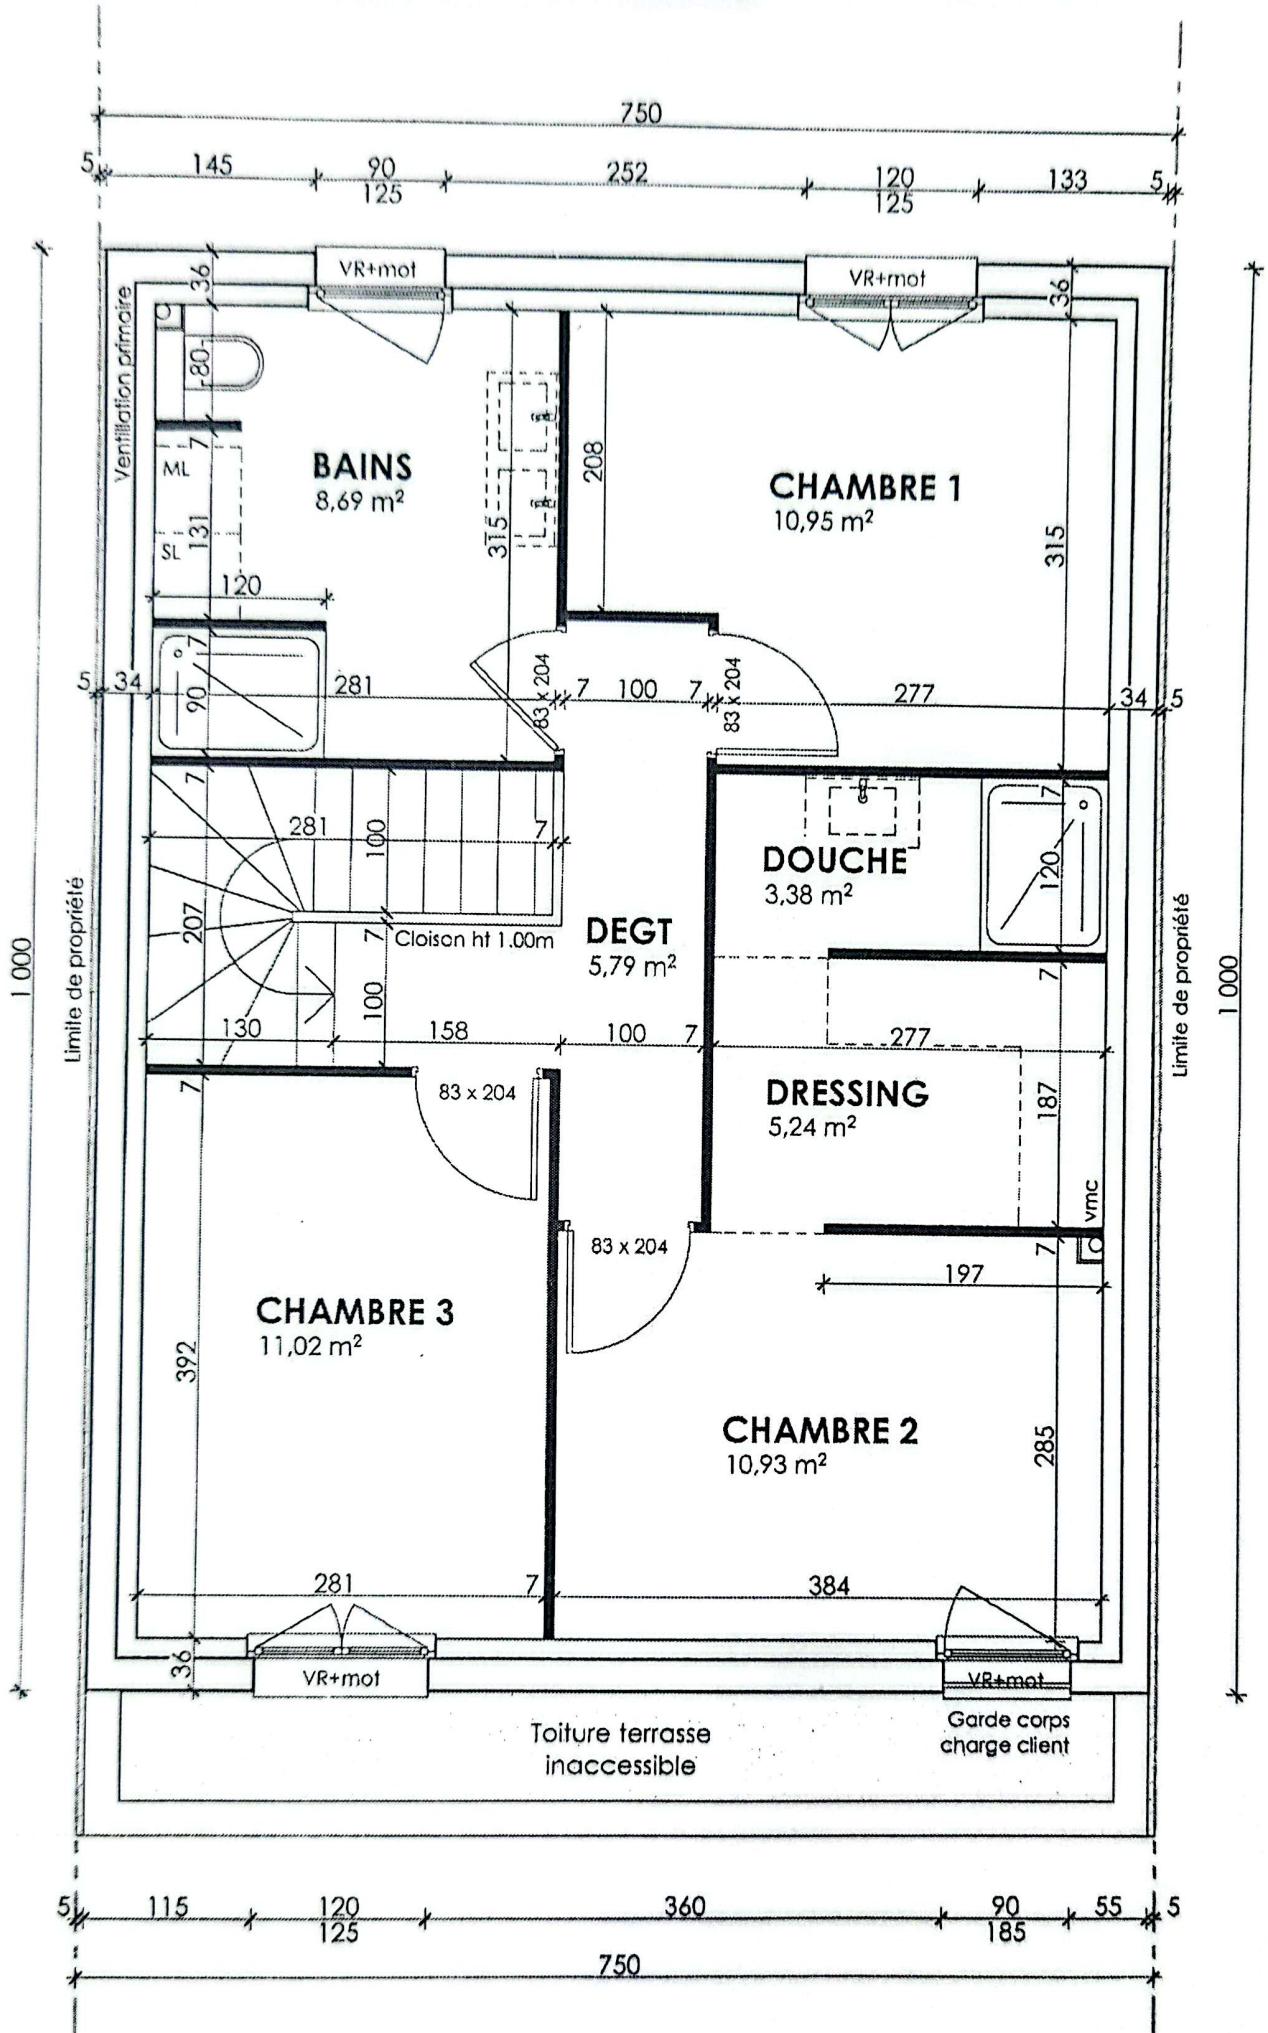 750
5 145 90 252 120 133 5
125 125
VR+mot
VR+mot
36
36
Ventillation primaire
80
7
ML
131
SL
120
BAINS
8,69 m²
315
208
CHAMBRE 1
10,95 m²
315
7
90
5 34 281 83 x 204 7 100 7 83 x 204 277 34 5
7
281 7
100
207
7
Cloison ht 1.00m
100
130 158 100 7 277
DEGT
5,79 m²
DOUCHE
3,38 m²
7
120
7
DRESSING
5,24 m²
187
vmc
7
197
1 000
Limite de propriété
Limite de propriété
1 000
7
83 x 204
83 x 204
CHAMBRE 3
11,02 m²
392
CHAMBRE 2
10,93 m²
285
281 7 384
36
VR+mot
VR+mot
Toiture terrasse
inaccessible
Garde corps
charge client
5 115 120 360 90 55 5
125 185
750